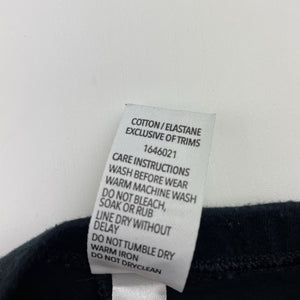 COTTON / ELASTANE
EXCLUSIVE OF TRIMS
1646021
CARE INSTRUCTIONS
WASH BEFORE WEAR
WARM MACHINE WASH
DO NOT BLEACH,
SOAK OR RUB
LINE DRY WITHOUT
DELAY
DO NOT TUMBLE DRY
WARM IRON
DO NOT DRYCLEAN